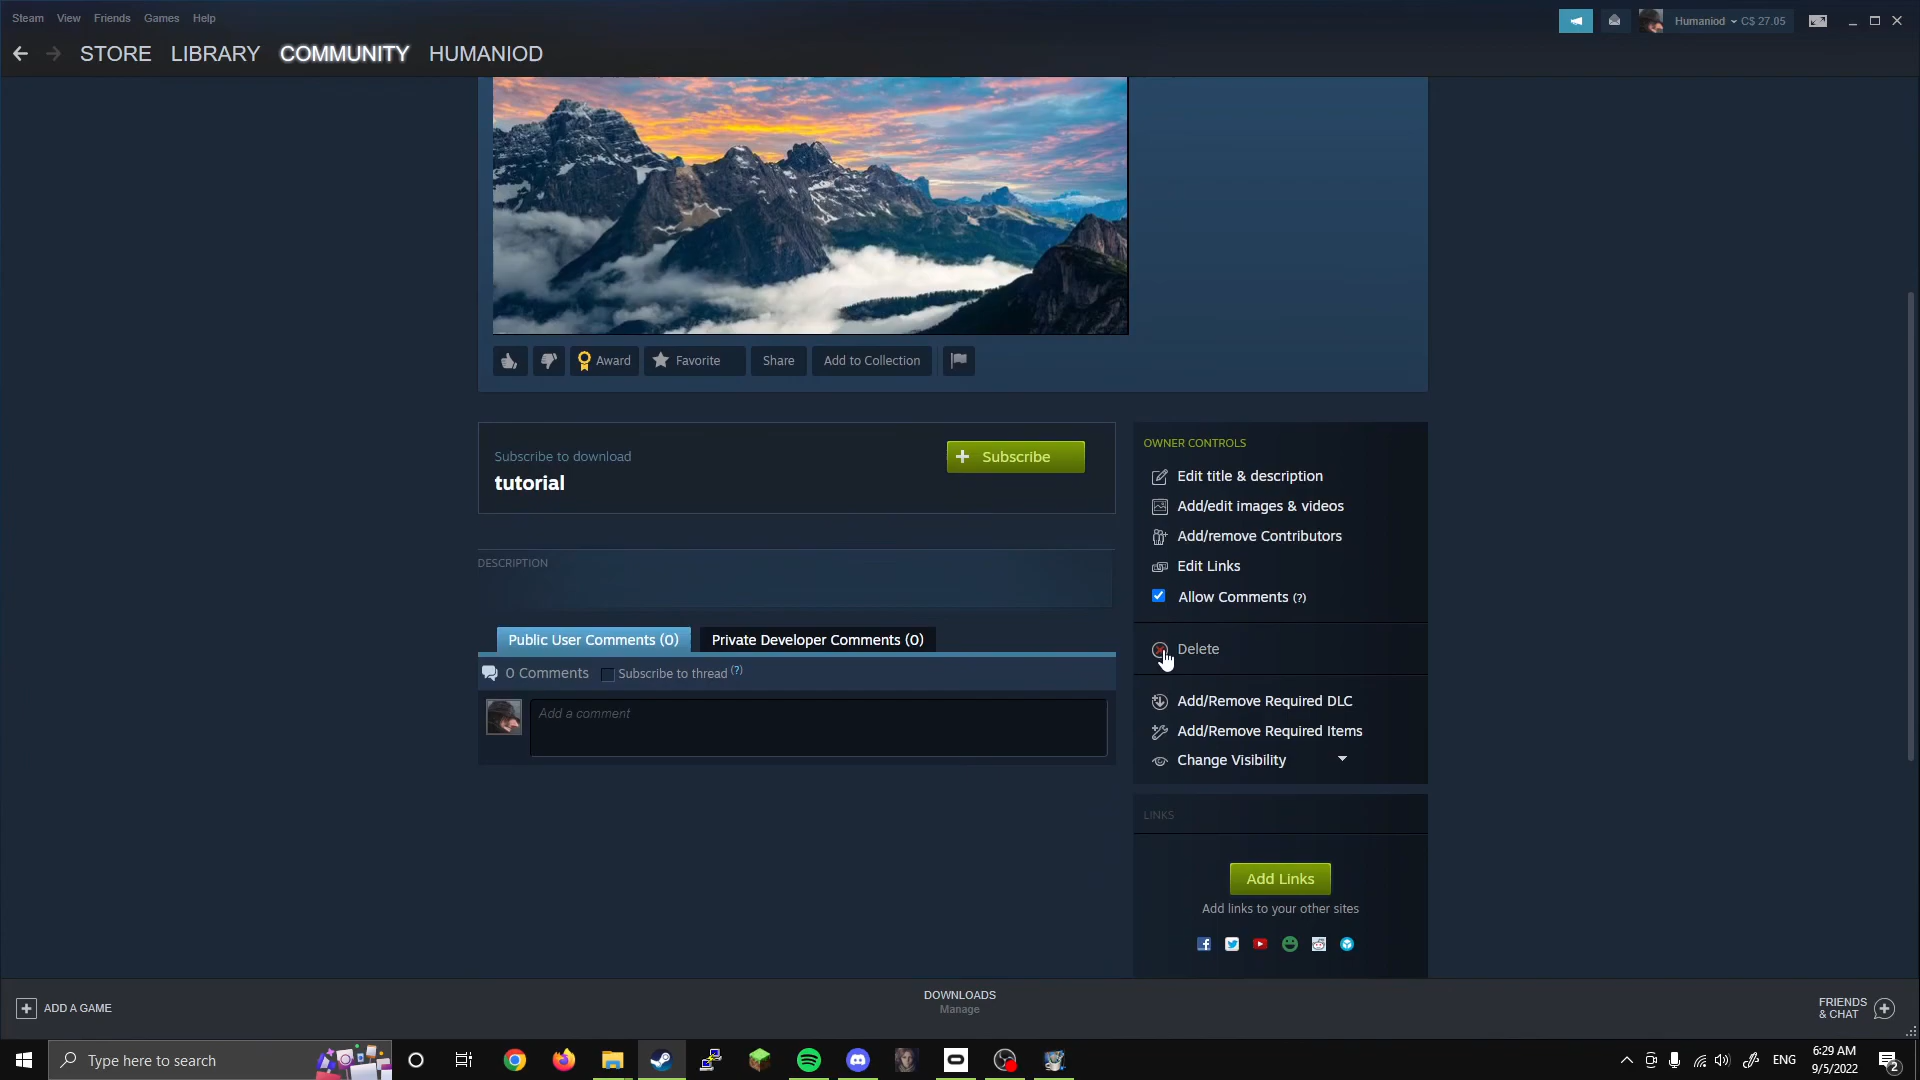 Steam View Friends Games Help
Humaniod C$ 27.05
STORE LIBRARY COMMUNITY HUMANIOD
Award Favorite Share Add to Collection
Subscribe to download
tutorial
Subscribe
DESCRIPTION
Public User Comments (0) Private Developer Comments (0)
0 Comments Subscribe to thread (?)
Add a comment
OWNER CONTROLS
Edit title & description
Add/edit images & videos
Add/remove Contributors
Edit Links
Allow Comments (?)
Delete
Add/Remove Required DLC
Add/Remove Required Items
Change Visibility
LINKS
Add Links
Add links to your other sites
ADD A GAME
DOWNLOADS
Manage
FRIENDS
& CHAT
Type here to search
ENG
6:29 AM
9/5/2022
2